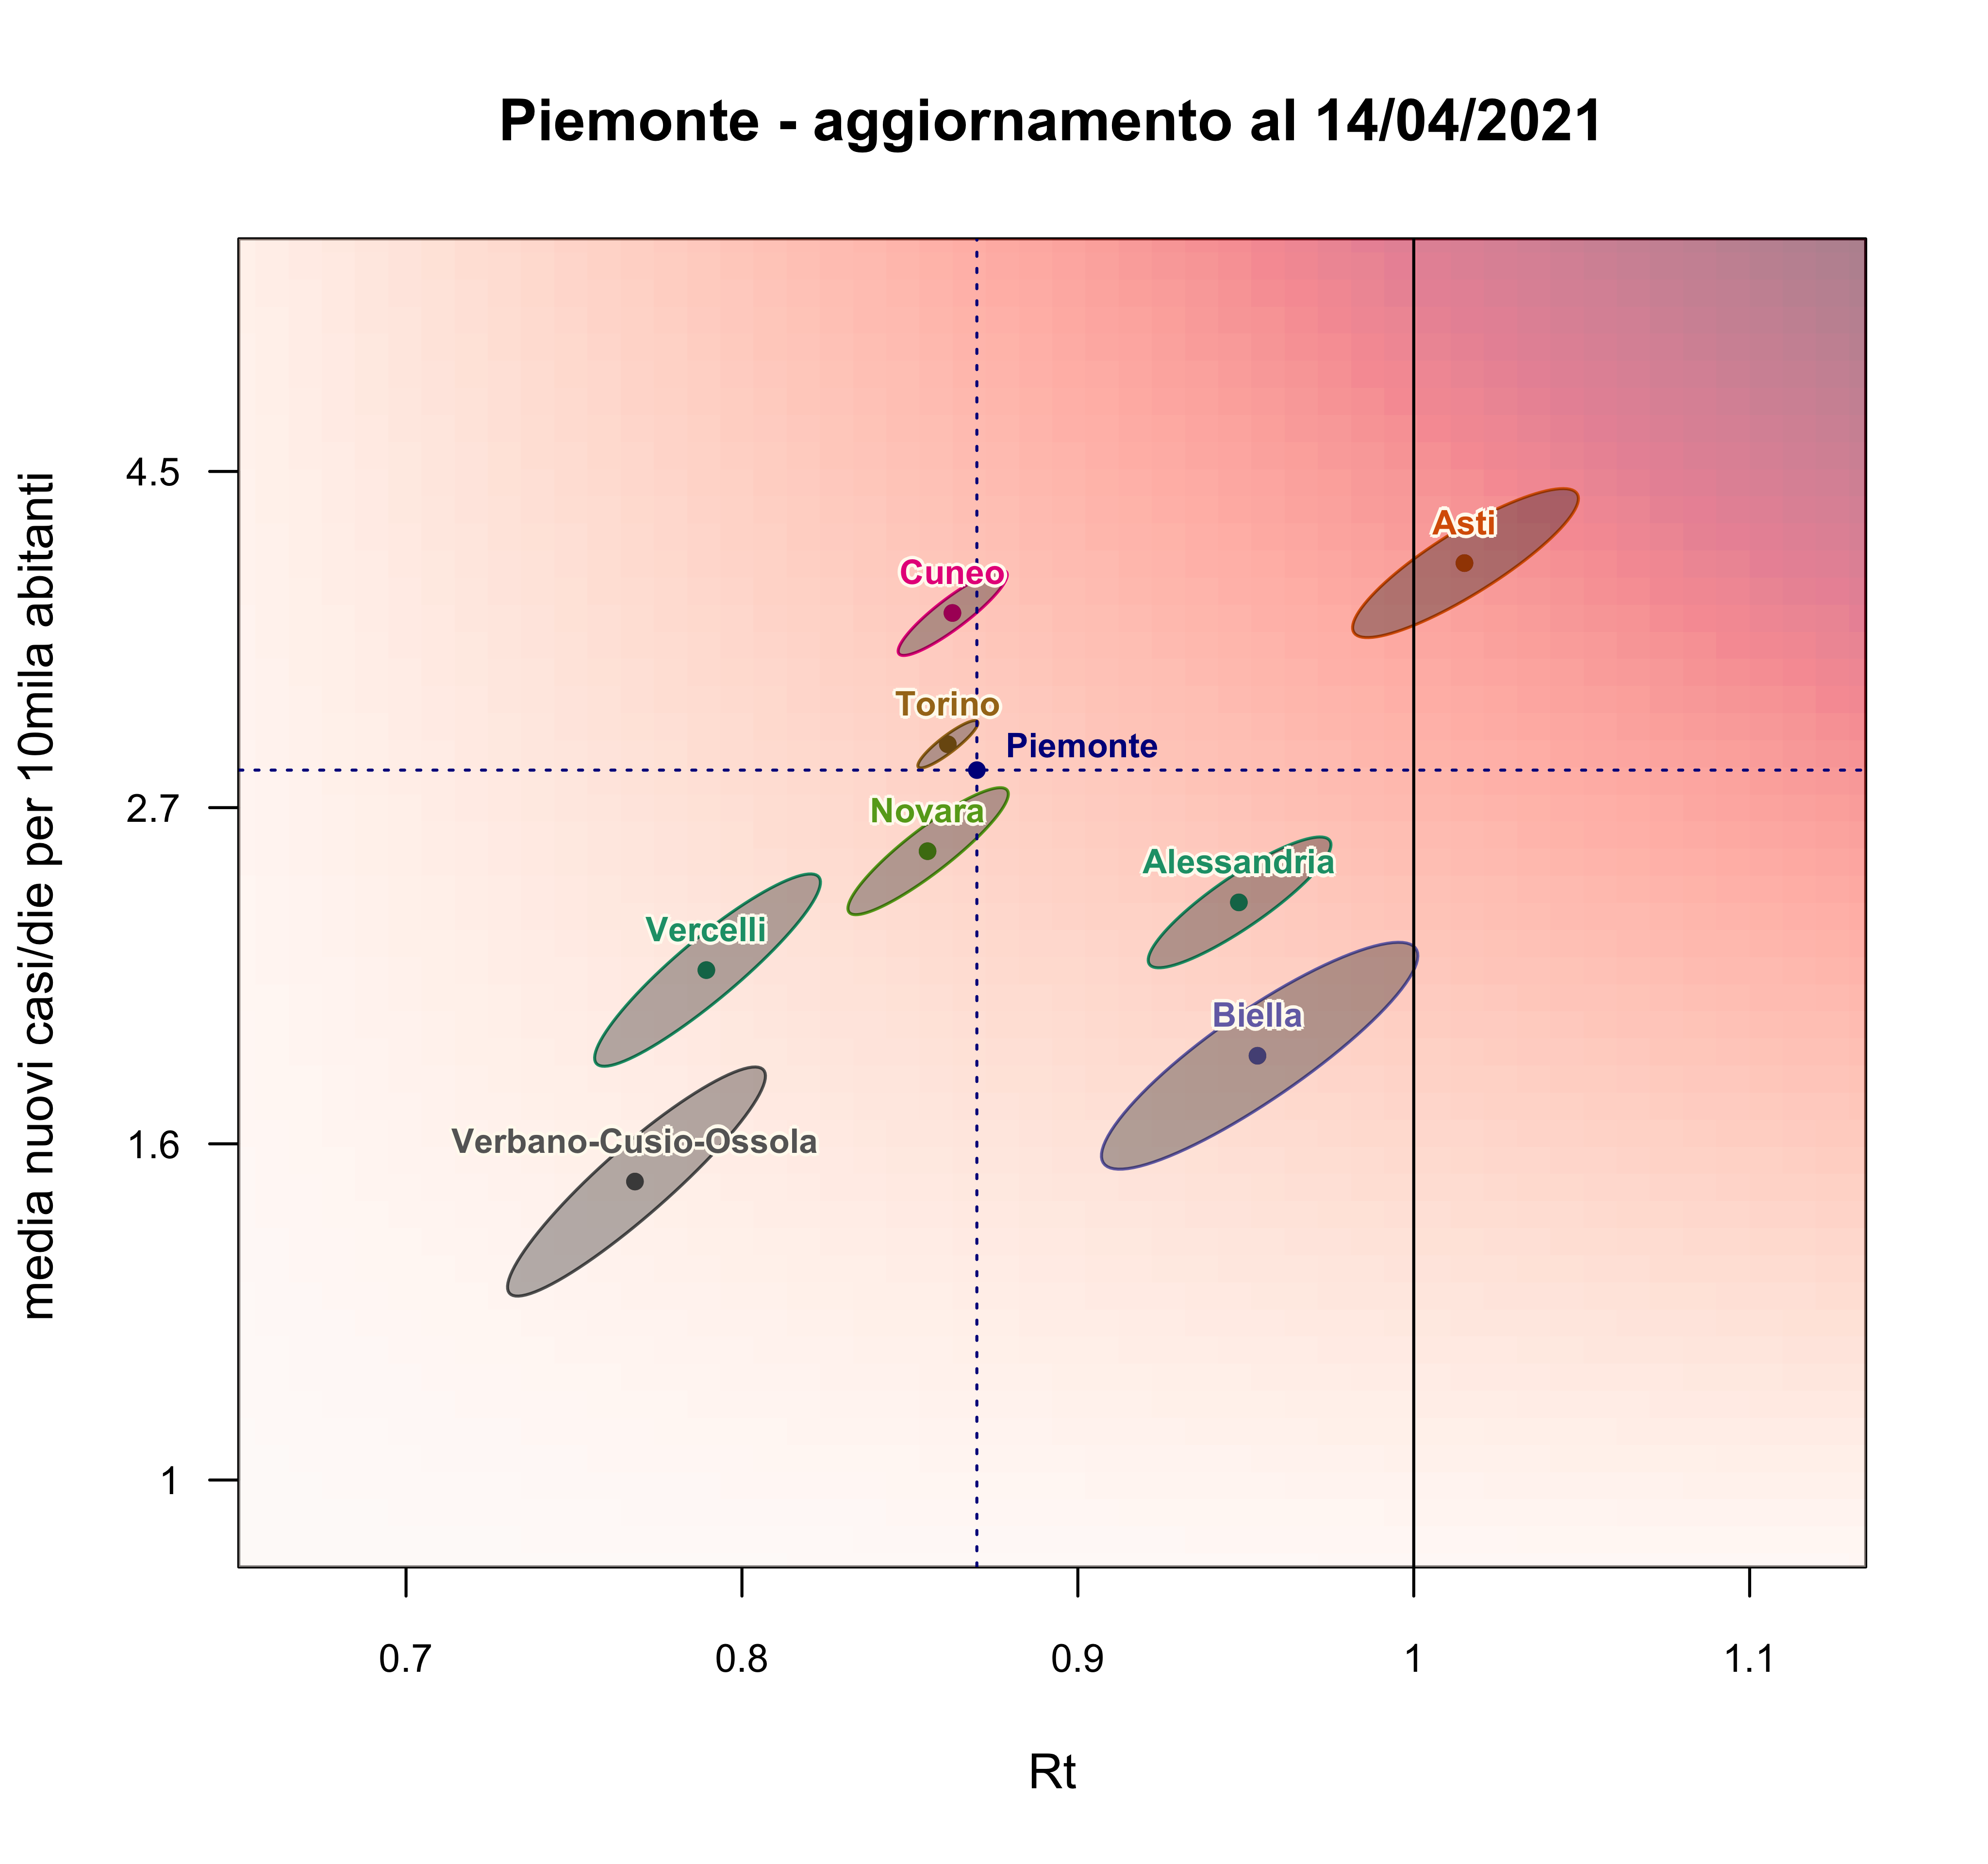 Piemonte - aggiornamento al 14/04/2021
media nuovi casi/die per 10mila abitanti
4.5
2.7
1.6
1
Asti
Cuneo
Torino
Piemonte
Novara
Alessandria
Vercelli
Biella
Verbano-Cusio-Ossola
0.7 0.8 0.9 1 1.1
Rt